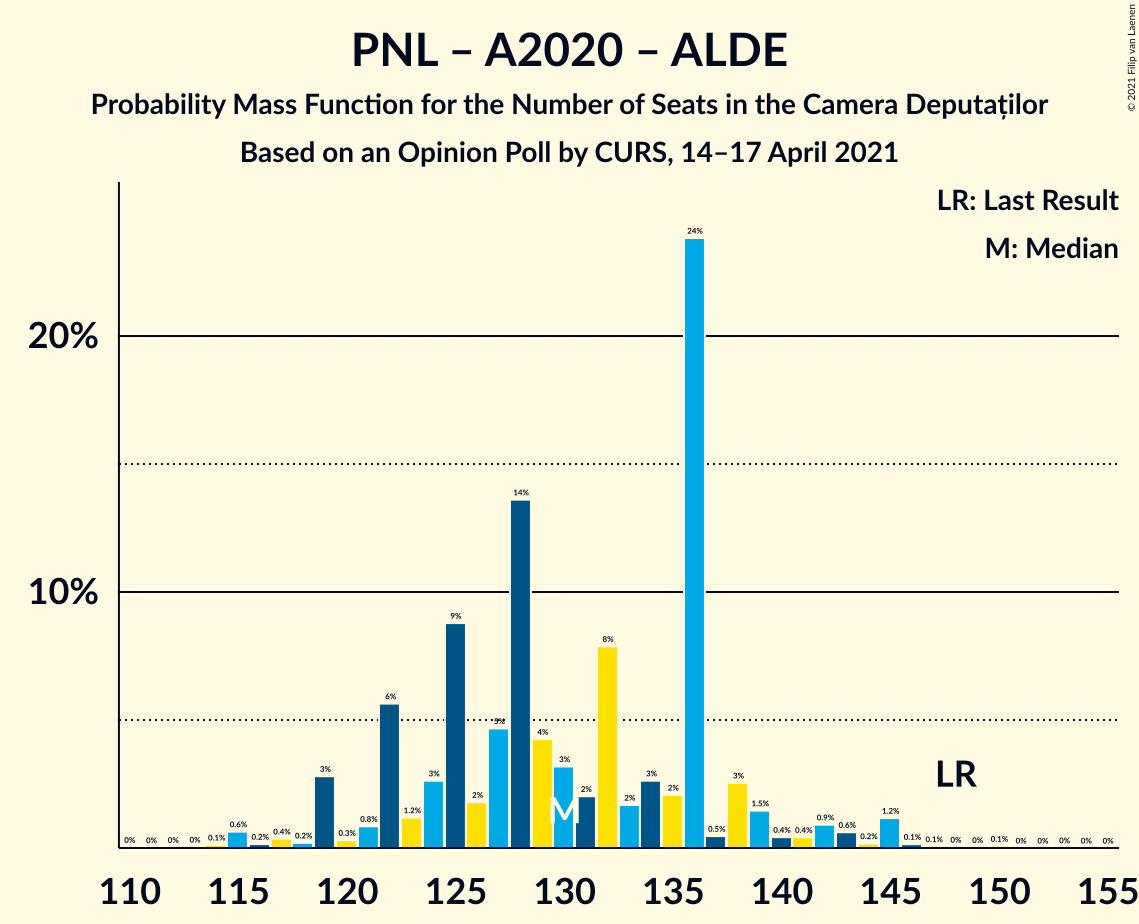 PNL – A2020 – ALDE
Probability Mass Function for the Number of Seats in the Camera Deputaților
Based on an Opinion Poll by CURS, 14–17 April 2021
© 2021 Filip van Laenen
LR: Last Result
M: Median
20%
10%
0% 0% 0% 0% 0.1% 0.6% 0.2% 0.4% 0.2% 3% 0.3% 0.8% 6% 1.2% 3% 9% 2% 5% 14% 4% 3% 2% 8% 2% 3% 2% 24% 0.5% 3% 1.5% 0.4% 0.4% 0.9% 0.6% 0.2% 1.2% 0.1% 0.1% 0% 0% 0.1% 0% 0% 0% 0% 0%
M
LR
110 115 120 125 130 135 140 145 150 155